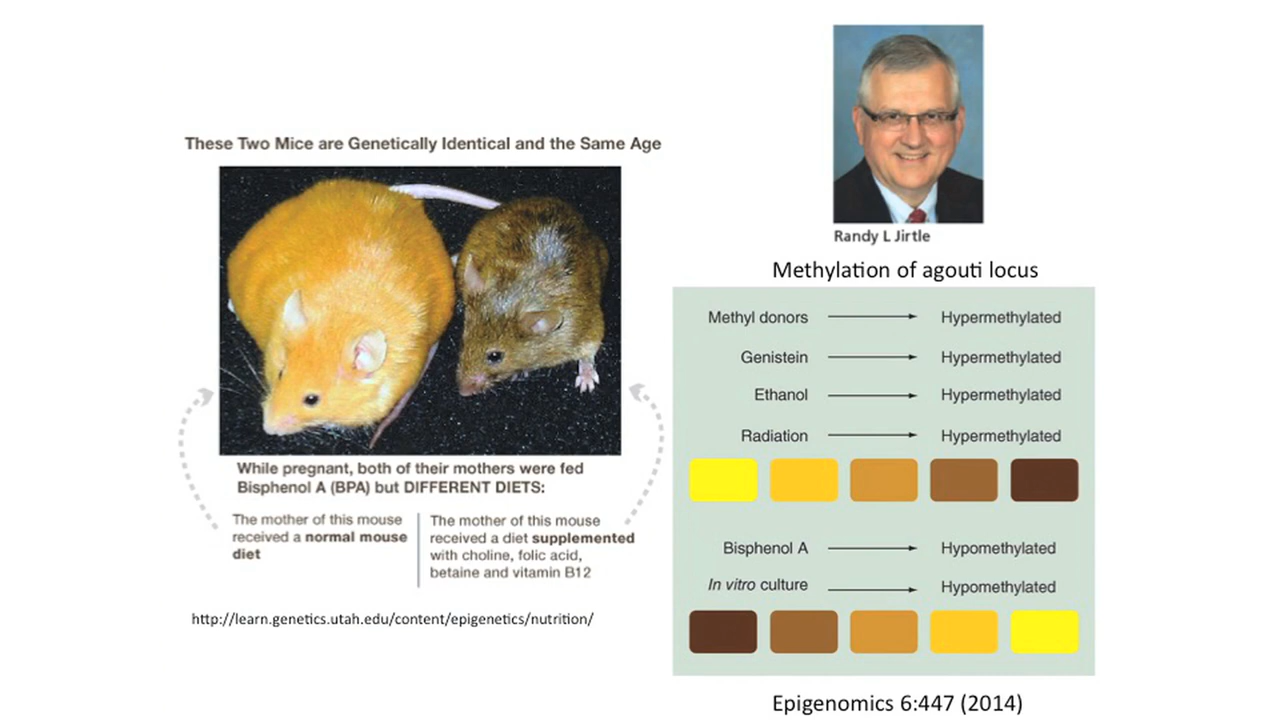 These Two Mice are Genetically Identical and the Same Age
While pregnant, both of their mothers were fed
Bisphenol A (BPA) but DIFFERENT DIETS:
The mother of this mouse
received a normal mouse
diet
The mother of this mouse
received a diet supplemented
with choline, folic acid,
betaine and vitamin B12
http://learn.genetics.utah.edu/content/epigenetics/nutrition/
Randy L Jirtle
Methylation of agouti locus
Methyl donors Hypermethylated
Genistein Hypermethylated
Ethanol Hypermethylated
Radiation Hypermethylated
Bisphenol A Hypomethylated
In vitro culture Hypomethylated
Epigenomics 6:447 (2014)